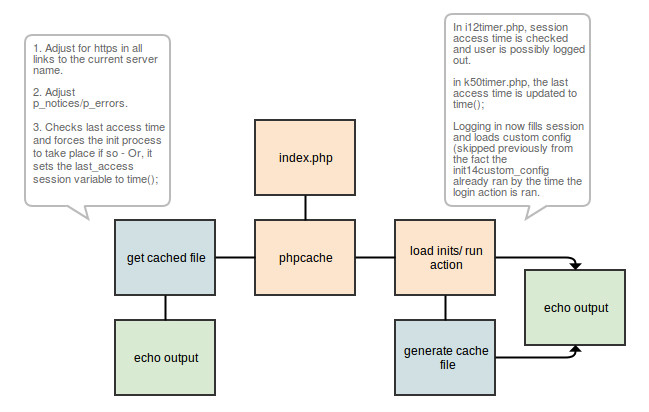 1. Adjust for https in all
links to the current server
name.
2. Adjust
p_notices/p_errors.
3. Checks last access time
and forces the init process
to take place if so - Or, it
sets the last_access
session variable to time();
In i12timer.php, session
access time is checked
and user is possibly logged
out.
in k50timer.php, the last
access time is updated to
time();
Logging in now fills session
and loads custom config
(skipped previously from
the fact the
init14custom_config
already ran by the time the
login action is ran.
index.php
get cached file
phpcache
load inits/ run
action
echo output
echo output
generate cache
file